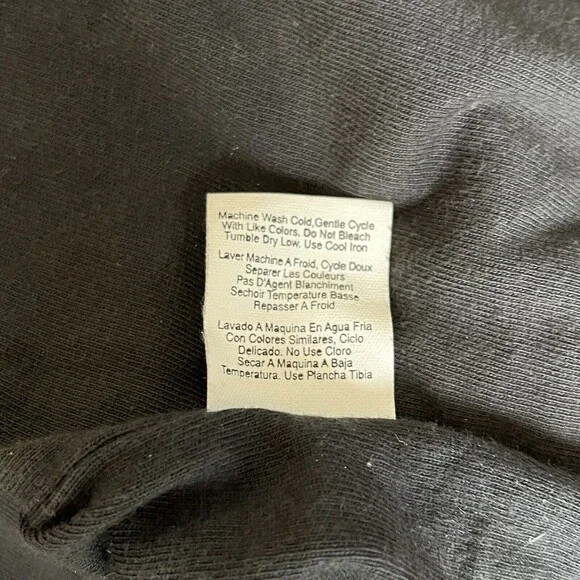 Machine Wash Cold,Gentle Cycle
With Like Colors. Do Not Bleach
Tumble Dry Low. Use Cool Iron
Laver Machine A Froid, Cycle Doux
Separer Las Couleurs
Pas D'Agent Blanchiment
Sechoir Temperature Basse
Repasser A Froid
Lavado A Maquina En Agua Fria
Con Colores Similares, Ciclo
Delicado. No Use Cloro
Secar A Maquina A Baja
Temperatura. Use Plancha Tibia